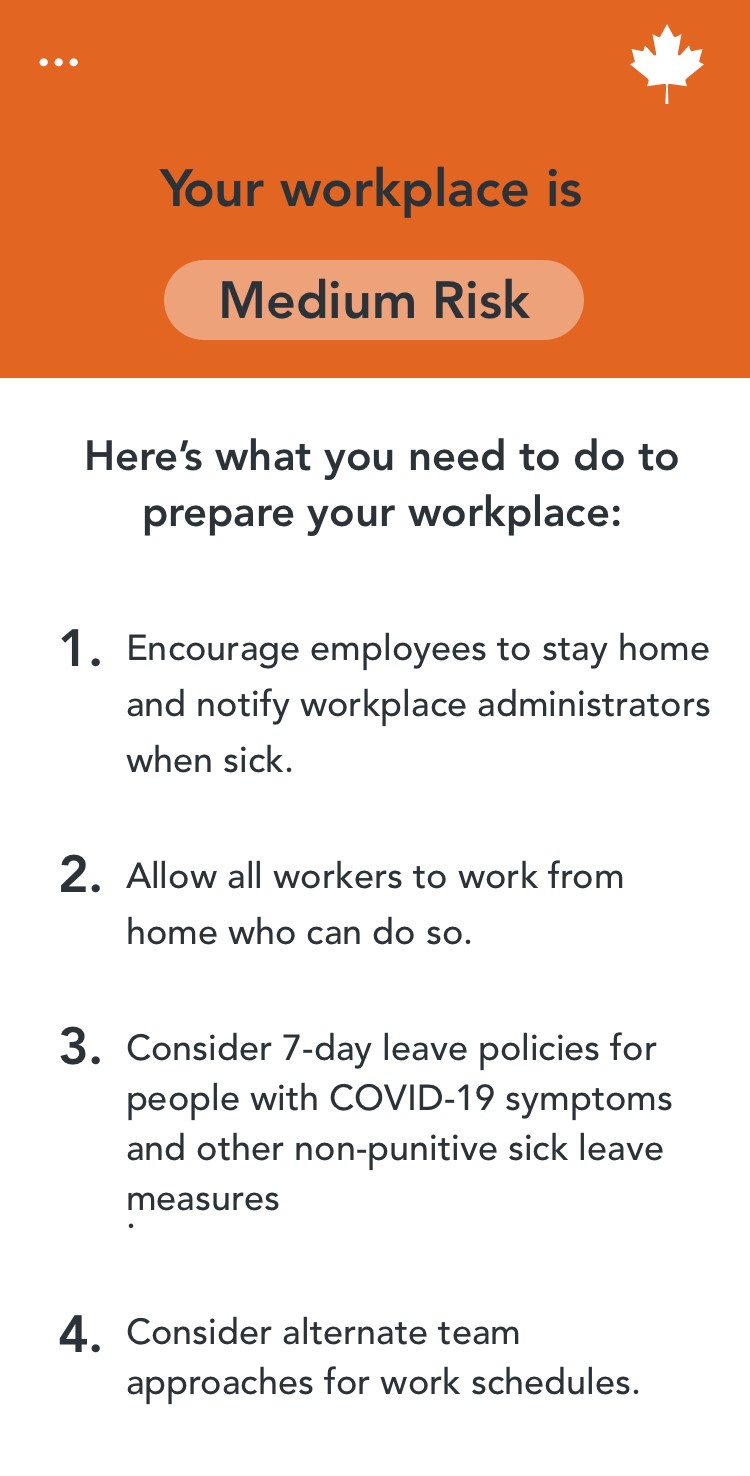 Your workplace is
Medium Risk
Here’s what you need to do to
prepare your workplace:
1. Encourage employees to stay home
and notify workplace administrators
when sick.
2. Allow all workers to work from
home who can do so.
3. Consider 7-day leave policies for
people with COVID-19 symptoms
and other non-punitive sick leave
measures
.
4. Consider alternate team
approaches for work schedules.